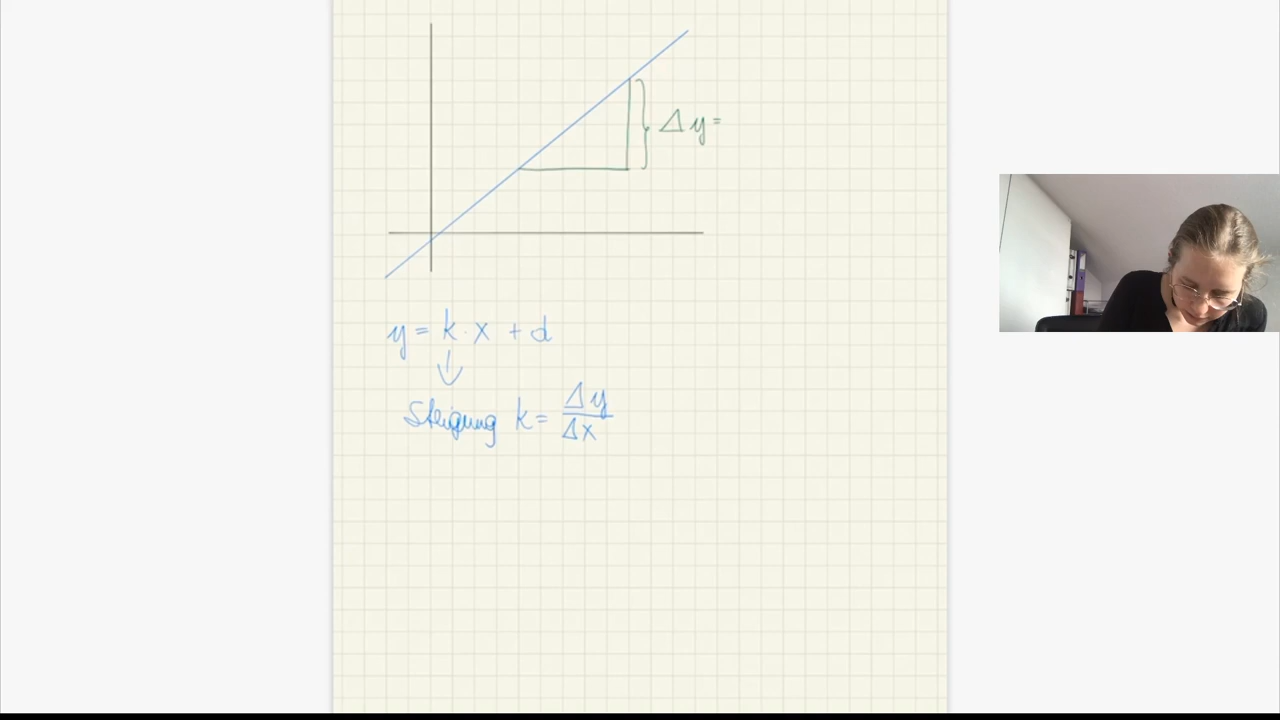 Δy=
y = k · x + d
Steigung k = Δy/Δx